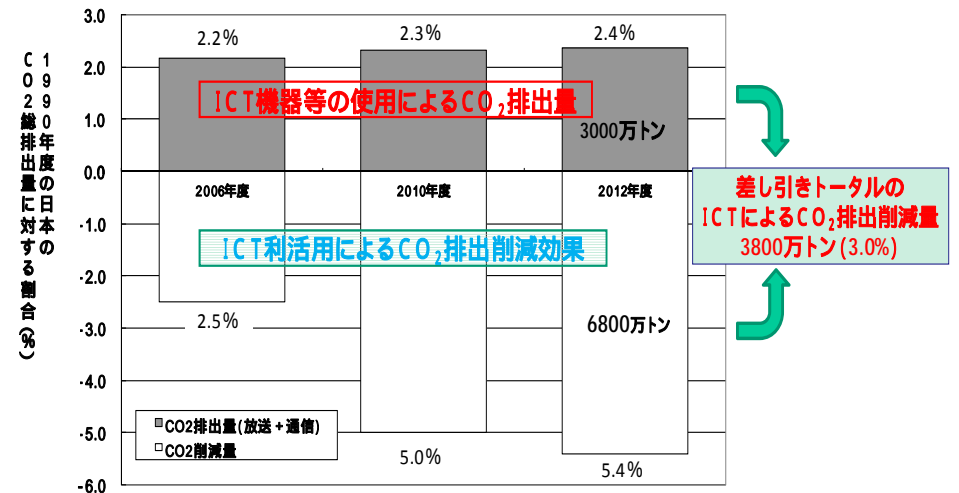 1990年度の日本の
CO2総排出量に対する割合(%)
3.0
2.0
1.0
0.0
-1.0
-2.0
-3.0
-4.0
-5.0
-6.0
2.2%
2.3%
2.4%
ICT機器等の使用によるCO₂排出量
3000万トン
2006年度
2010年度
2012年度
ICT利活用によるCO₂排出削減効果
2.5%
6800万トン
5.0%
5.4%
CO2排出量(放送+通信)
CO2削減量
差し引きトータルの
ICTによるCO₂排出削減量
3800万トン(3.0%)